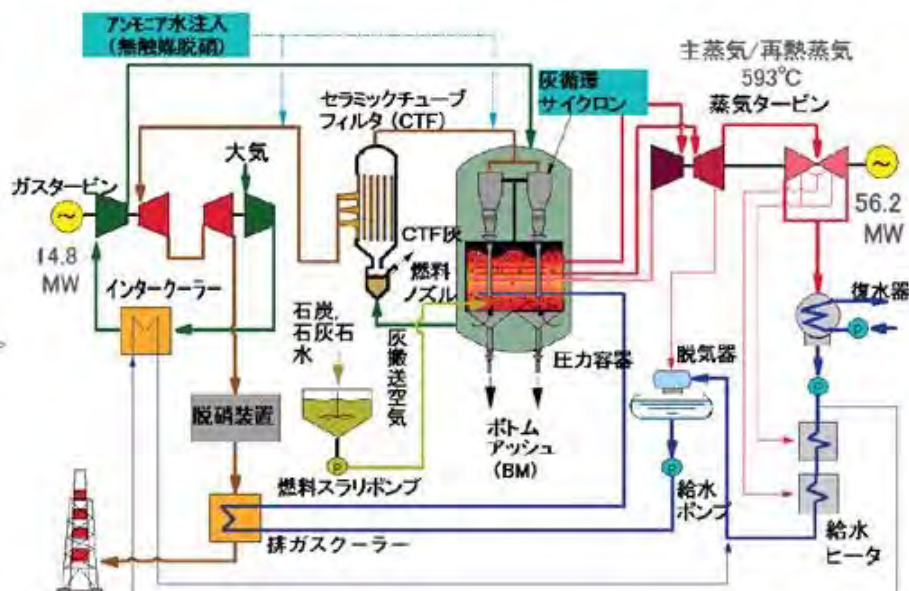 アンモニア水注入
(無触媒脱硝)
セラミックチューブ
フィルタ(CTF)
灰循環
サイクロン
主蒸気/再熱蒸気
593℃
蒸気タービン
大気
ガスタービン
14.8
MW
インタークーラー
CTF灰
燃料
ノズル
56.2
MW
復水器
石炭,
石灰石
水
灰搬送空気
圧力容器
脱気器
脱硝装置
ボトム
アッシュ
(BM)
P
P
P
P
燃料スラリポンプ
給水
ポンプ
排ガスクーラー
給水
ヒータ